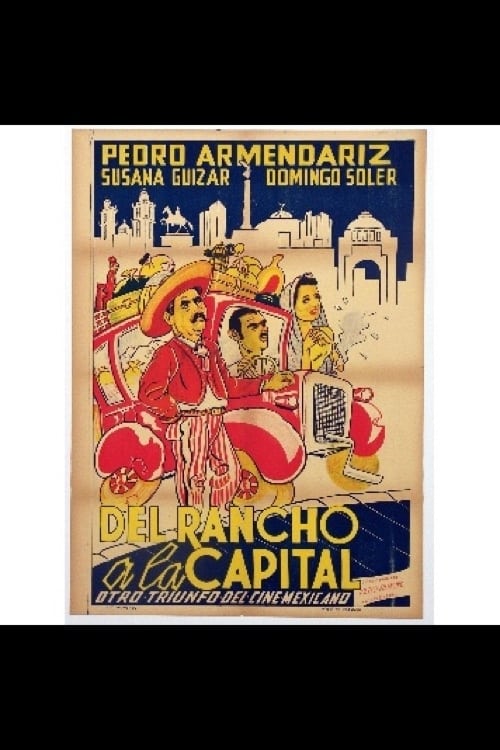 PEDRO ARMENDARIZ
SUSANA GUIZAR DOMINGO SOLER
DEL RANCHO
a la CAPITAL
OTRO TRIUNFO DEL CINE MEXICANO